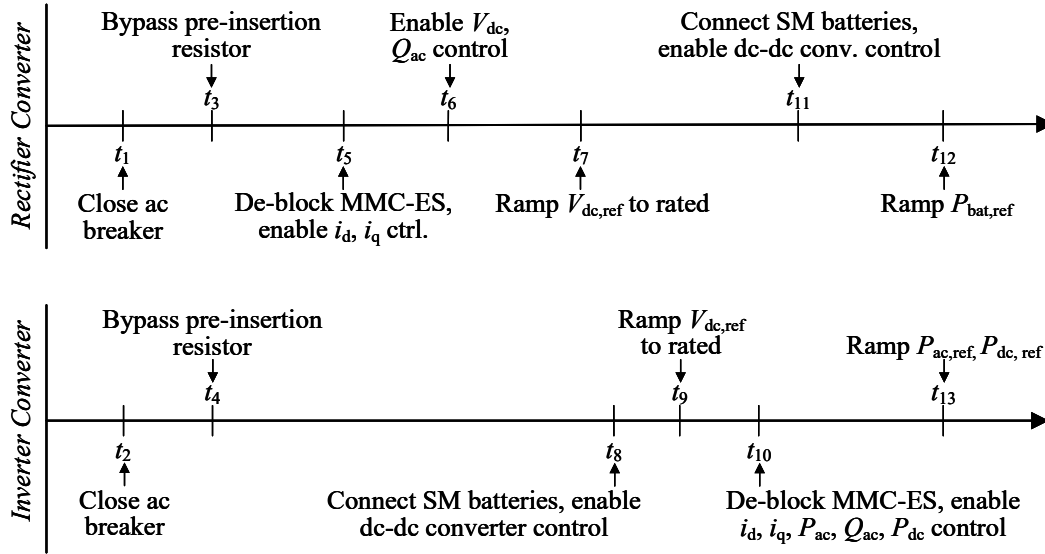 Rectifier Converter
Bypass pre-insertion
resistor
Enable Vdc,
Qac control
Connect SM batteries,
enable dc-dc conv. control
t3
t6
t11
t1
t5
t7
t12
Close ac
breaker
De-block MMC-ES,
enable id, iq ctrl.
Ramp Vdc,ref to rated
Ramp Pbat,ref
Inverter Converter
Bypass pre-insertion
resistor
Ramp Vdc,ref
to rated
Ramp Pac,ref, Pdc, ref
t4
t9
t13
t2
t8
t10
Close ac
breaker
Connect SM batteries, enable
dc-dc converter control
De-block MMC-ES, enable
id, iq, Pac, Qac, Pdc control